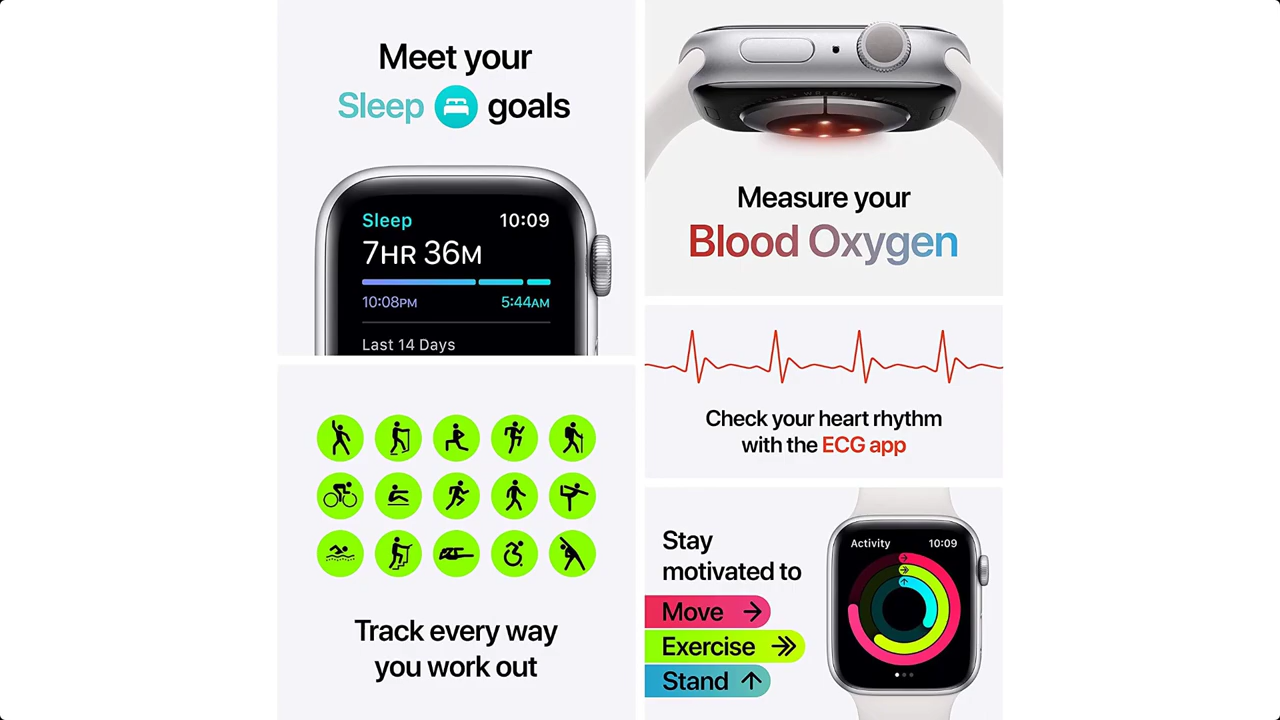 Meet your
Sleep goals
Sleep 10:09
7HR 36M
10:08PM 5:44AM
Last 14 Days
Track every way
you work out
Measure your
Blood Oxygen
Check your heart rhythm
with the ECG app
Stay
motivated to
Move
Exercise
Stand
Activity 10:09